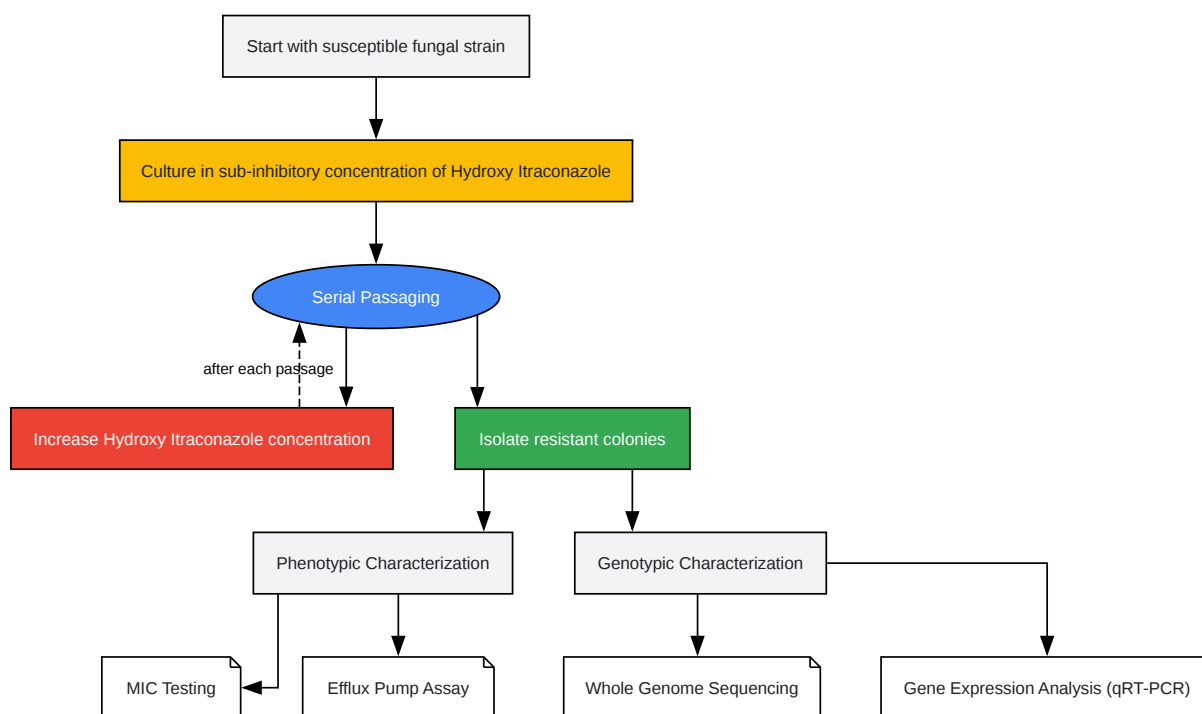 Start with susceptible fungal strain
Culture in sub-inhibitory concentration of Hydroxy Itraconazole
Serial Passaging
after each passage
Increase Hydroxy Itraconazole concentration
Isolate resistant colonies
Phenotypic Characterization
Genotypic Characterization
MIC Testing
Efflux Pump Assay
Whole Genome Sequencing
Gene Expression Analysis (qRT-PCR)